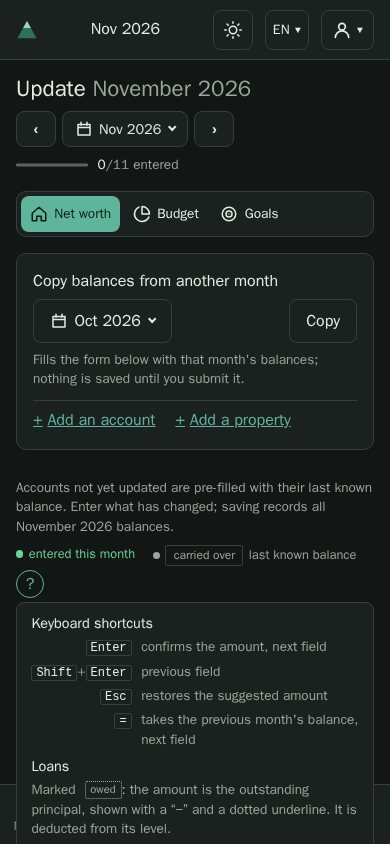 Nov 2026
EN ▾
Update November 2026
‹ Nov 2026 ›
0/11 entered
Net worth Budget Goals
Copy balances from another month
Oct 2026 Copy
Fills the form below with that month's balances;
nothing is saved until you submit it.
+ Add an account + Add a property
Accounts not yet updated are pre-filled with their last known
balance. Enter what has changed; saving records all
November 2026 balances.
entered this month carried over last known balance
?
Keyboard shortcuts
Enter confirms the amount, next field
Shift+Enter previous field
Esc restores the suggested amount
= takes the previous month's balance,
next field
Loans
Marked owed: the amount is the outstanding
principal, shown with a “−” and a dotted underline. It is
deducted from its level.